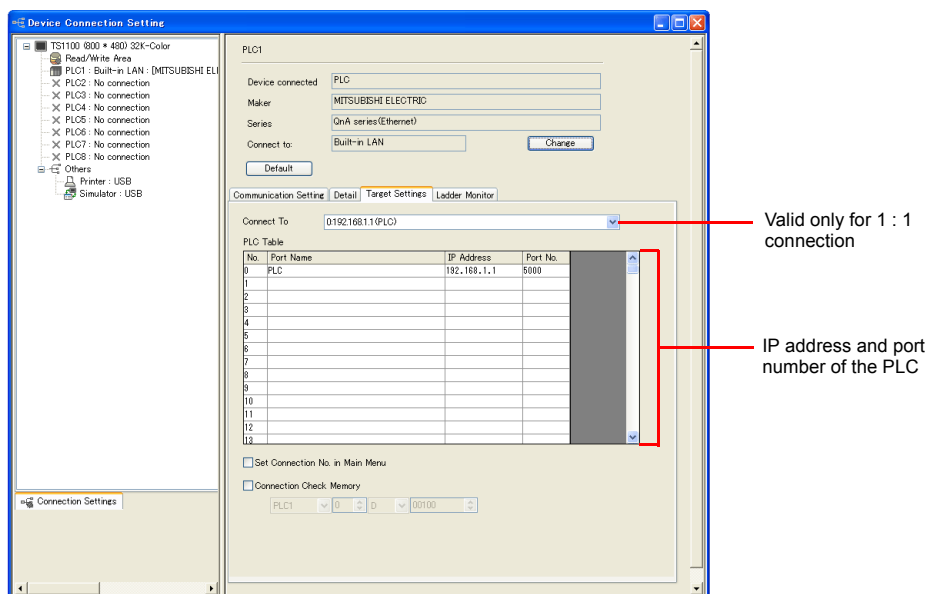 Device Connection Setting
TS1100 (800 * 480) 32K-Color
Read/Write Area
PLC1 : Built-in LAN : [MITSUBISHI EL
PLC2 : No connection
PLC3 : No connection
PLC4 : No connection
PLC5 : No connection
PLC6 : No connection
PLC7 : No connection
PLC8 : No connection
Others
Printer : USB
Simulator : USB
Connection Settings
PLC1
Device connected PLC
Maker MITSUBISHI ELECTRIC
Series QnA series(Ethernet)
Connect to: Built-in LAN Change
Default
Communication Setting Detail Target Settings Ladder Monitor
Connect To 0:192.168.1.1(PLC)
PLC Table
No. Port Name IP Address Port No.
0 PLC 192.168.1.1 5000
1
2
3
4
5
6
7
8
9
10
11
12
13
Set Connection No. in Main Menu
Connection Check Memory
PLC1 0 D 00100
Valid only for 1 : 1
connection
IP address and port
number of the PLC